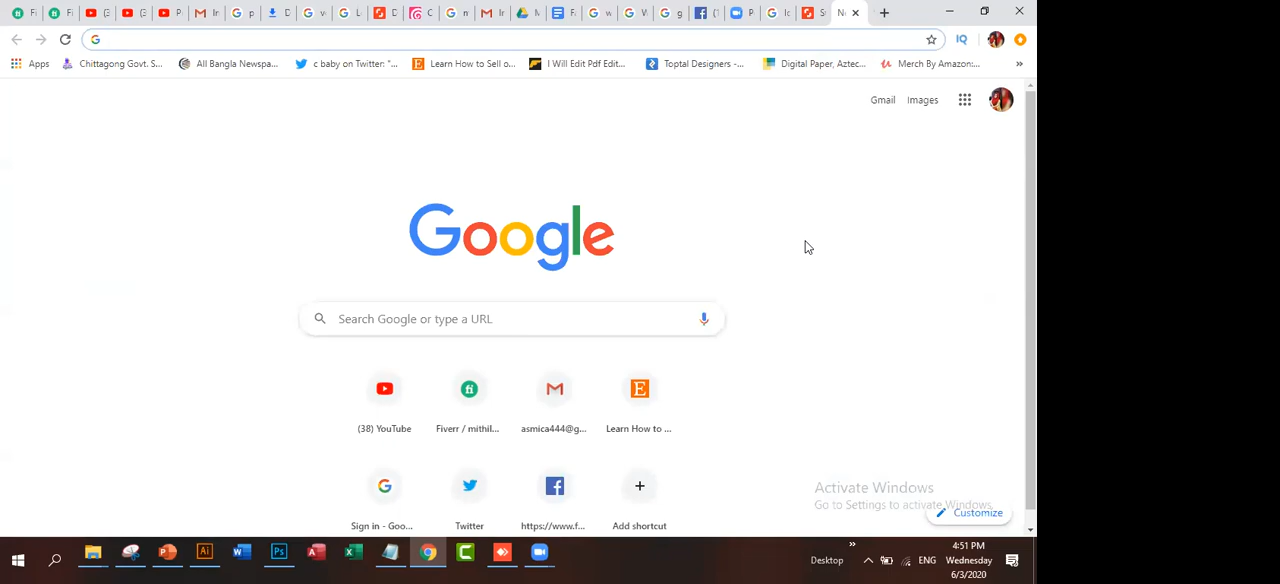 Apps Chittagong Govt. S... All Bangla Newspa... c baby on Twitter: "... Learn How to Sell o... I Will Edit Pdf Edit... Toptal Designers -... Digital Paper, Aztec... Merch By Amazon:... »
Gmail Images
Google
Search Google or type a URL
(38) YouTube Fiverr / mithil... asmica444@g... Learn How to ...
Sign in - Goo... Twitter https://www.f... Add shortcut
Activate Windows
Go to Settings to activate Windows.
Customize
Desktop » ENG 4:51 PM
Wednesday
6/3/2020